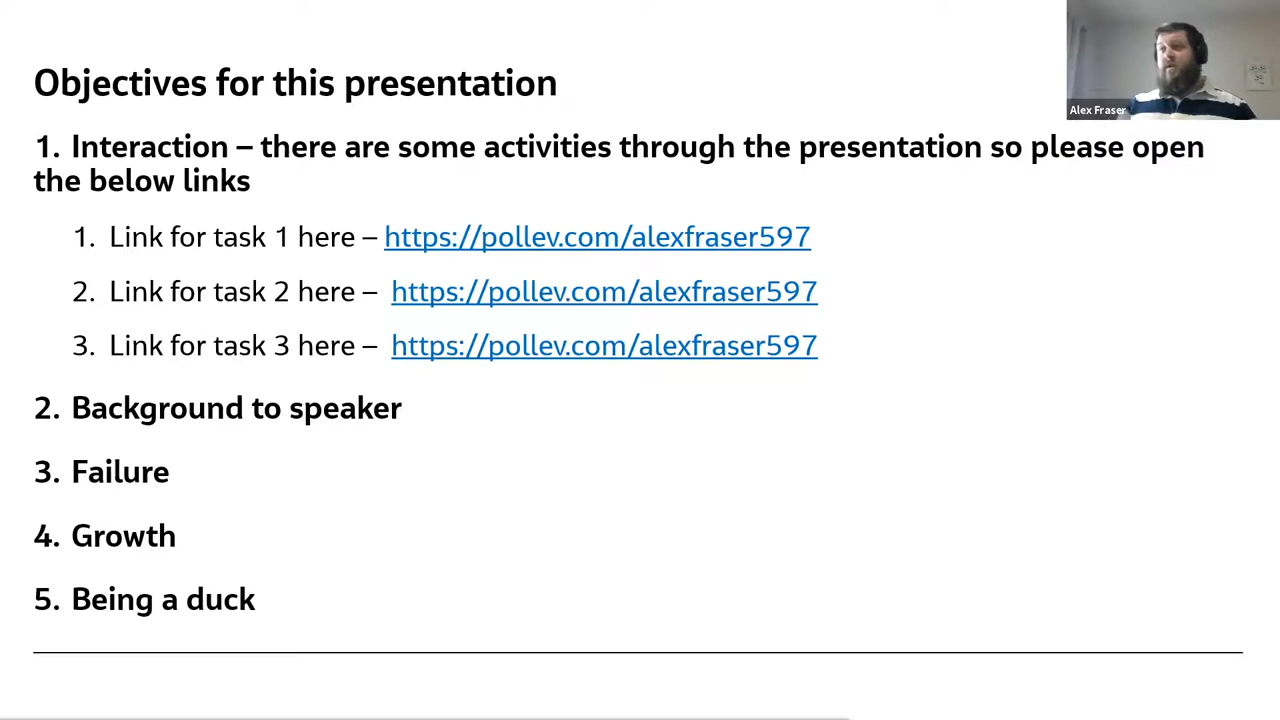 Objectives for this presentation
Alex Fraser
1. Interaction – there are some activities through the presentation so please open
the below links
1. Link for task 1 here – https://pollev.com/alexfraser597
2. Link for task 2 here – https://pollev.com/alexfraser597
3. Link for task 3 here – https://pollev.com/alexfraser597
2. Background to speaker
3. Failure
4. Growth
5. Being a duck